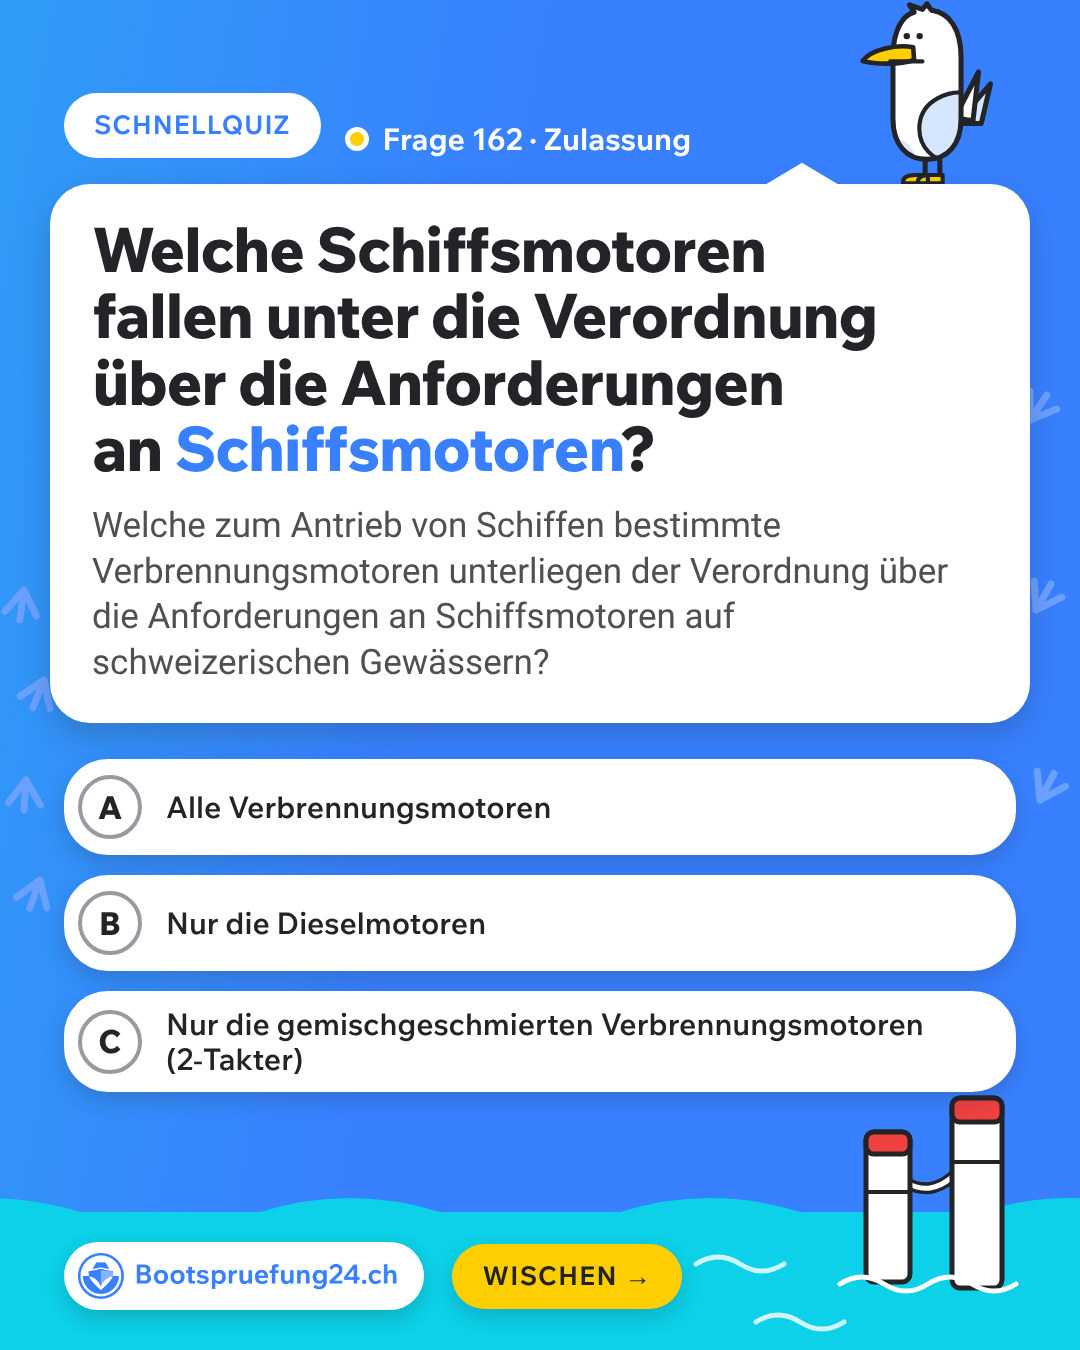 SCHNELLQUIZ
Frage 162 · Zulassung
Welche Schiffsmotoren
fallen unter die Verordnung
über die Anforderungen
an Schiffsmotoren?
Welche zum Antrieb von Schiffen bestimmte
Verbrennungsmotoren unterliegen der Verordnung über
die Anforderungen an Schiffsmotoren auf
schweizerischen Gewässern?
A Alle Verbrennungsmotoren
B Nur die Dieselmotoren
C Nur die gemischgeschmierten Verbrennungsmotoren
(2-Takter)
Bootspruefung24.ch
WISCHEN →